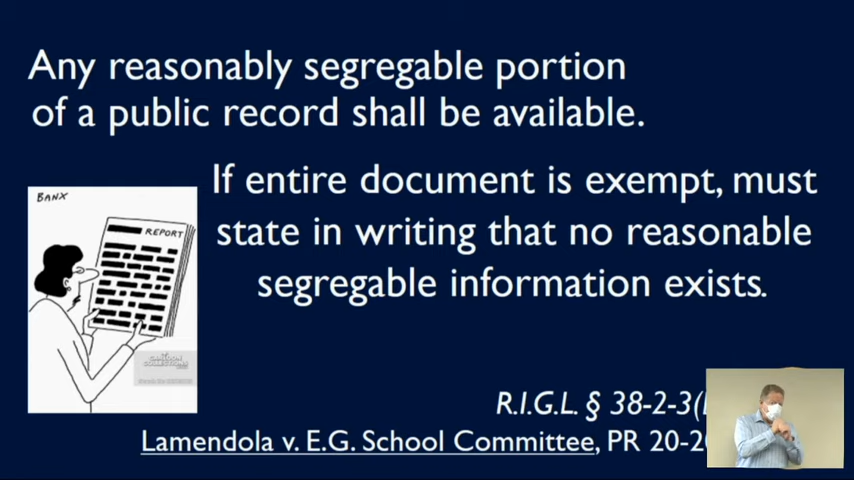 Any reasonably segregable portion
of a public record shall be available.
If entire document is exempt, must
state in writing that no reasonable
segregable information exists.
BANX
REPORT
R.I.G.L. § 38-2-3(
Lamendola v. E.G. School Committee, PR 20-2